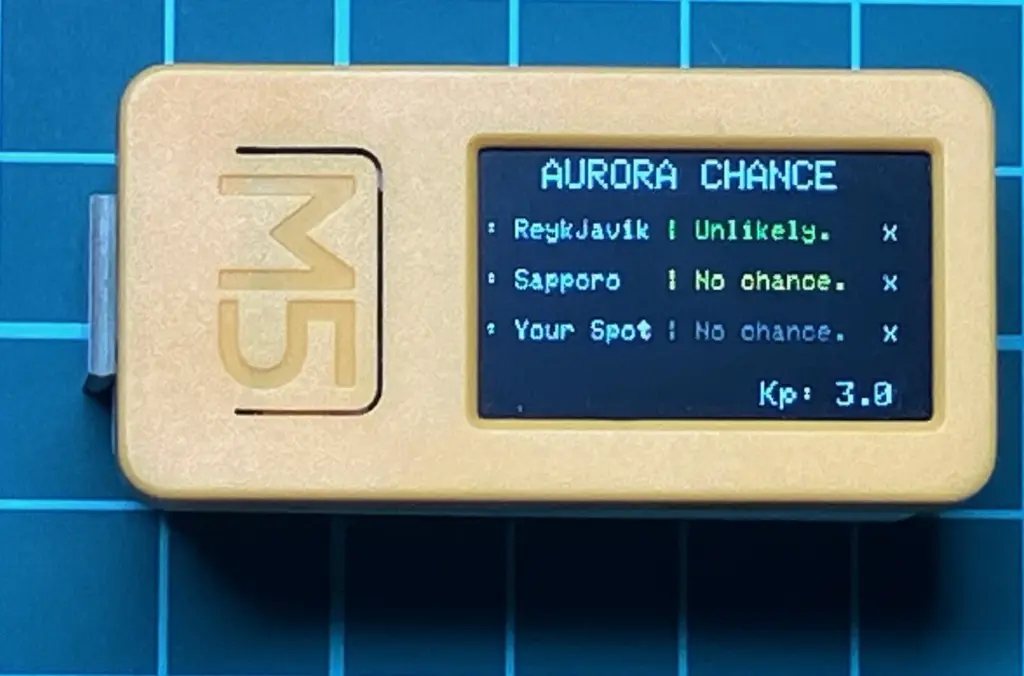 M5
AURORA CHANCE
: Reykjavik | Unlikely. x
: Sapporo | No chance. x
: Your Spot | No chance. x
Kp: 3.0